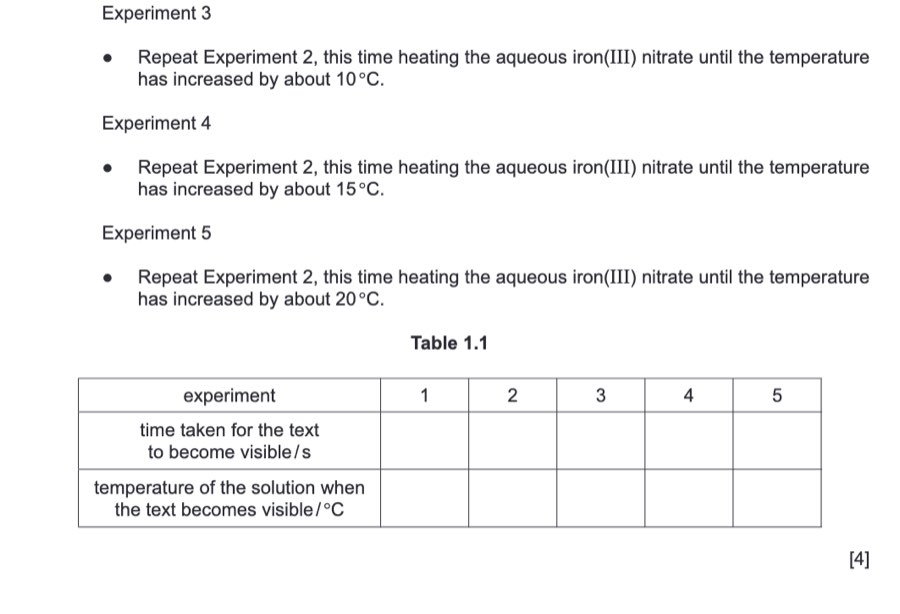 Experiment 3
• Repeat Experiment 2, this time heating the aqueous iron(III) nitrate until the temperature
has increased by about 10 °C.
Experiment 4
• Repeat Experiment 2, this time heating the aqueous iron(III) nitrate until the temperature
has increased by about 15 °C.
Experiment 5
• Repeat Experiment 2, this time heating the aqueous iron(III) nitrate until the temperature
has increased by about 20 °C.
Table 1.1
experiment 1 2 3 4 5
time taken for the text
to become visible / s
temperature of the solution when
the text becomes visible / °C
[4]